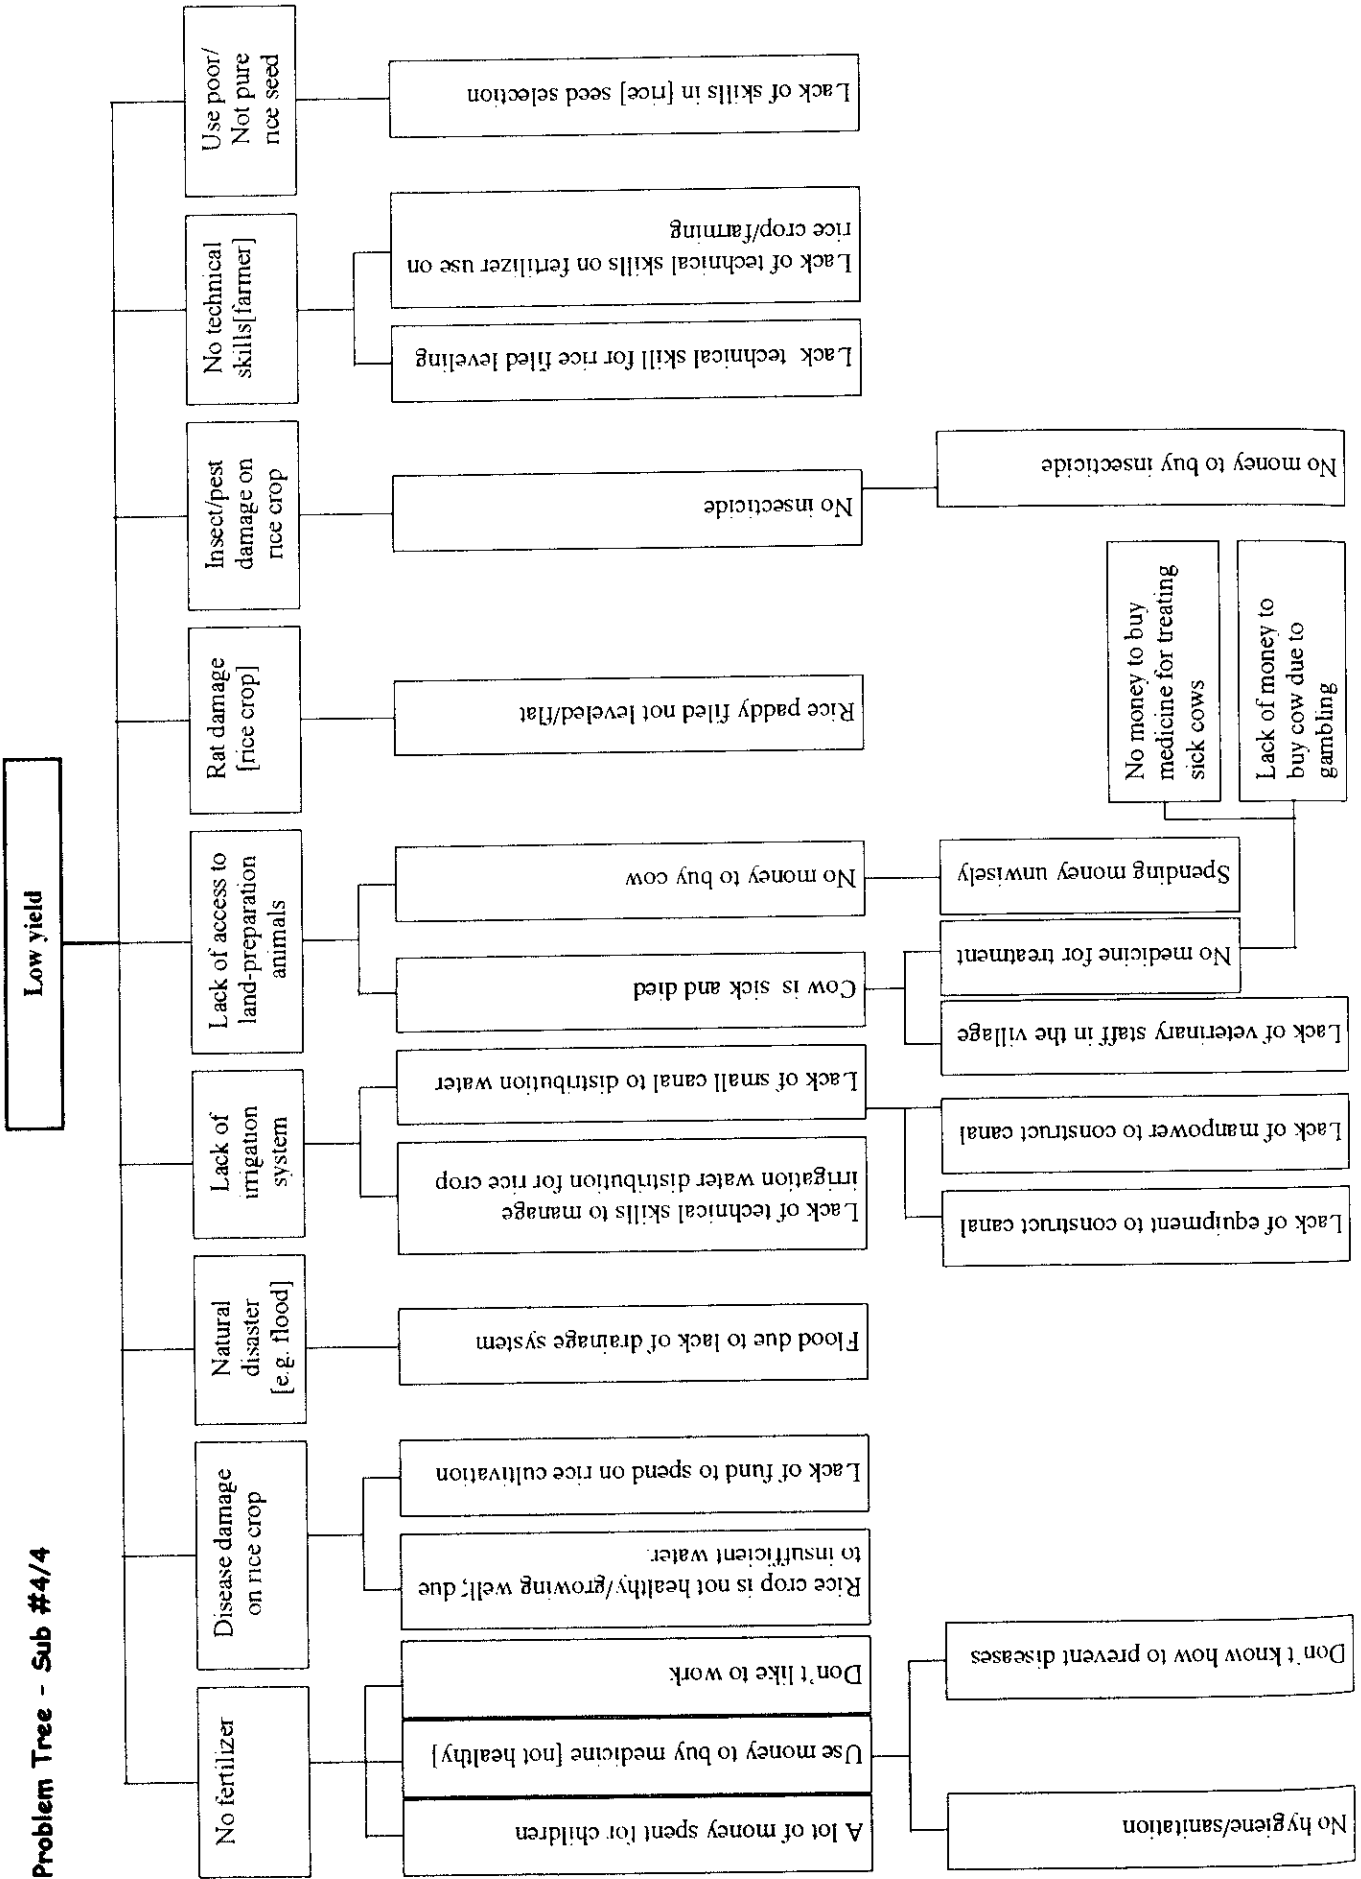 Problem Tree - Sub #4/4
Low yield
No fertilizer
Disease damage
on rice crop
Natural
disaster
[e.g. flood]
Lack of
irrigation
system
Lack of access to
land-preparation
animals
Rat damage
[rice crop]
Insect/pest
damage on
rice crop
No technical
skills[farmer]
Use poor/
Not pure
rice seed
A lot of money spent for children
Use money to buy medicine [not healthy]
Don't like to work
Rice crop is not healthy/growing well; due
to insufficient water.
Lack of fund to spend on rice cultivation
Flood due to lack of drainage system
Lack of technical skills to manage
irrigation water distribution for rice crop
Lack of small canal to distribution water
Cow is sick and died
No money to buy cow
Rice paddy filed not leveled/flat
No insecticide
Lack technical skill for rice filed leveling
Lack of technical skills on fertilizer use on
rice crop/farming
Lack of skills in [rice] seed selection
No hygiene/sanitation
Don't know how to prevent diseases
Lack of equipment to construct canal
Lack of manpower to construct canal
Lack of veterinary staff in the village
No medicine for treatment
Spending money unwisely
No money to buy insecticide
No money to buy
medicine for treating
sick cows
Lack of money to
buy cow due to
gambling